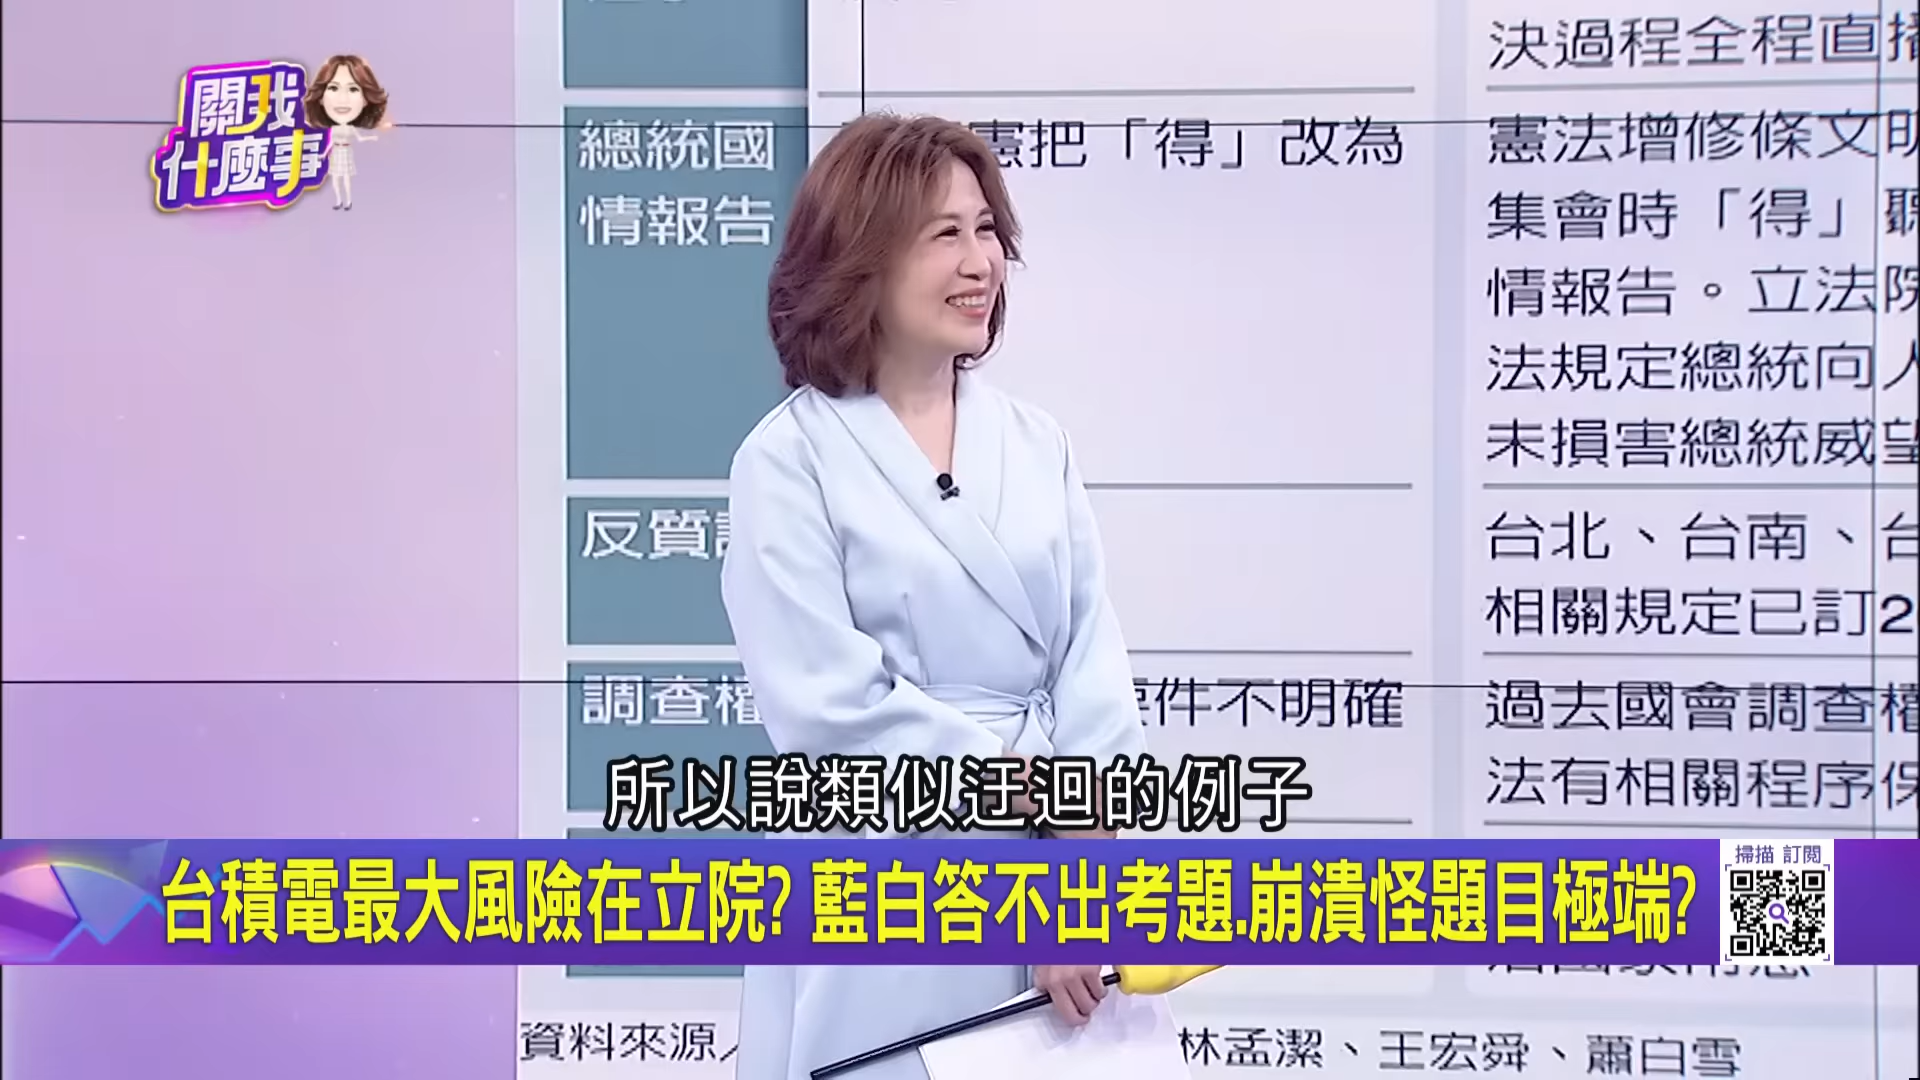 關我
什麼事
決過程全程直播
總統國
情報告
憲把「得」改為
憲法增修條文明
集會時「得」聽
情報告。立法院
法規定總統向人
未損害總統威望
反質詢
台北、台南、台
相關規定已訂2
調查權
要件不明確
過去國會調查權
法有相關程序保
所以說類似迂迴的例子
台積電最大風險在立院? 藍白答不出考題.崩潰怪題目極端?
掃描 訂閱
資料來源
林孟潔、王宏舜、蕭白雪